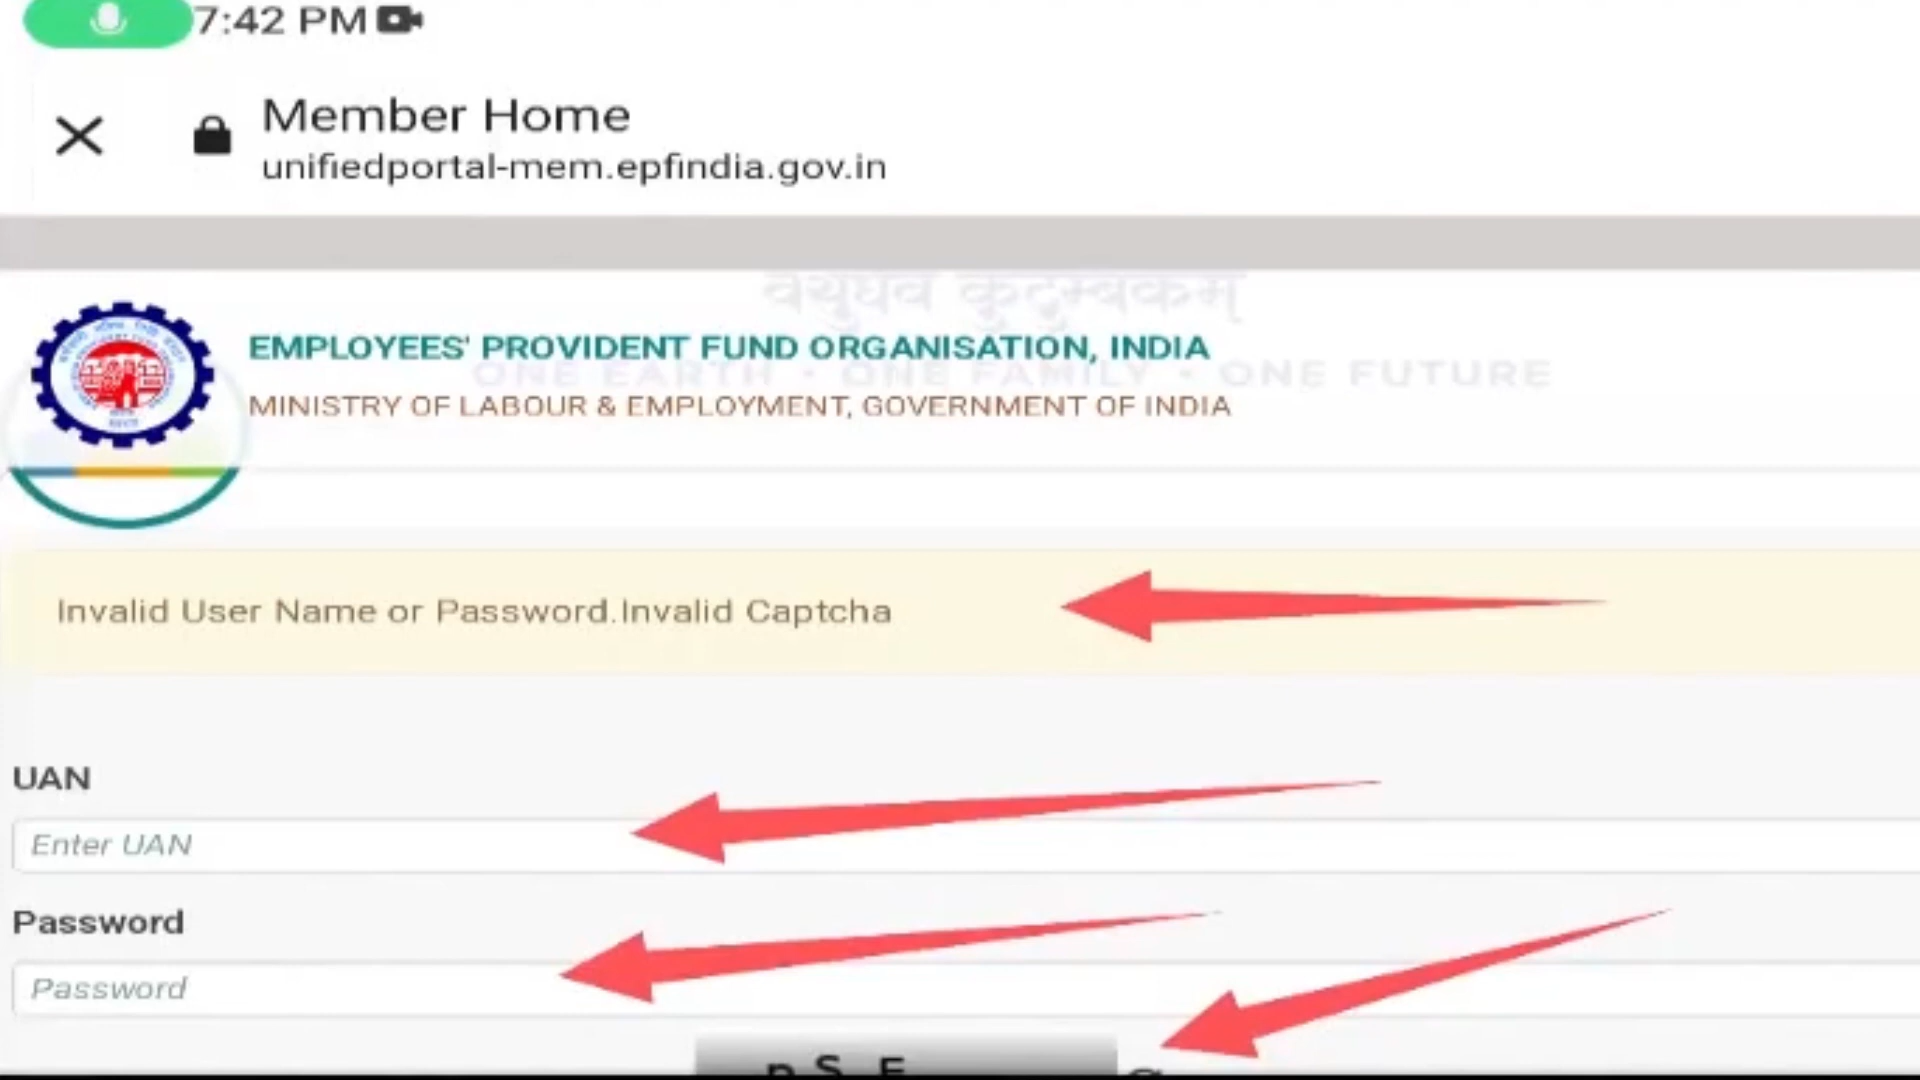 7:42 PM
Member Home
unifiedportal-mem.epfindia.gov.in
कुटुम्बकम्
EMPLOYEES' PROVIDENT FUND ORGANISATION, INDIA
ONE EARTH • ONE FAMILY • ONE FUTURE
MINISTRY OF LABOUR & EMPLOYMENT, GOVERNMENT OF INDIA
Invalid User Name or Password.Invalid Captcha
UAN
Enter UAN
Password
Password